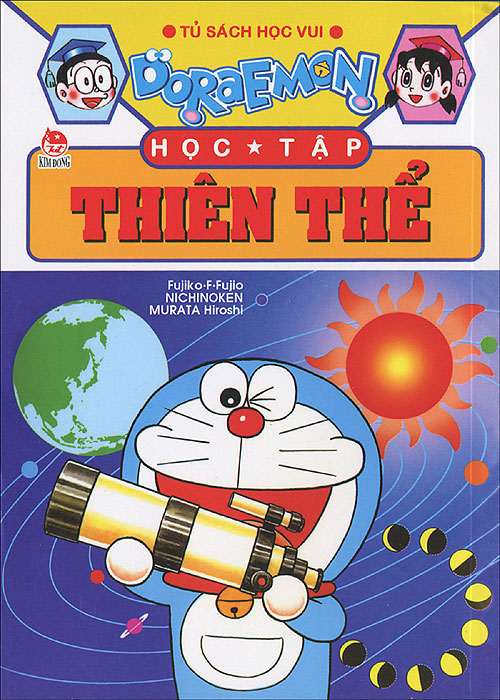 TỦ SÁCH HỌC VUI
DORAEMON
HỌC ★ TẬP
KIM ĐỒNG
THIÊN THỂ
Fujiko·F·Fujio
NICHINOKEN
MURATA Hiroshi